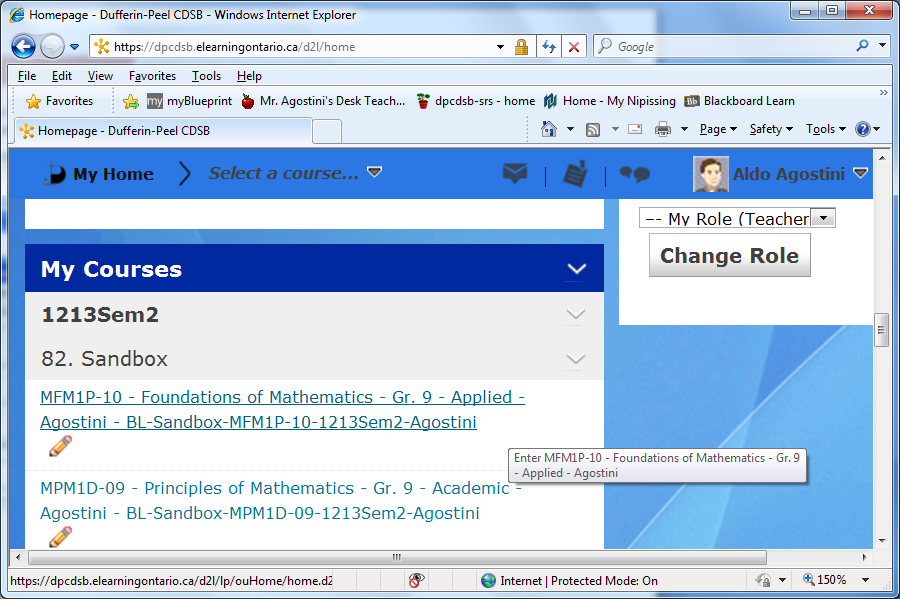 Homepage - Dufferin-Peel CDSB - Windows Internet Explorer
https://dpcdsb.elearningontario.ca/d2l/home
Google
File Edit View Favorites Tools Help
Favorites my myBlueprint Mr. Agostini's Desk Teach... dpcdsb-srs - home Home - My Nipissing Bb Blackboard Learn
Homepage - Dufferin-Peel CDSB
Page Safety Tools
My Home Select a course... Aldo Agostini
-- My Role (Teacher
Change Role
My Courses
1213Sem2
82. Sandbox
MFM1P-10 - Foundations of Mathematics - Gr. 9 - Applied -
Agostini - BL-Sandbox-MFM1P-10-1213Sem2-Agostini
Enter MFM1P-10 - Foundations of Mathematics - Gr. 9
- Applied - Agostini
MPM1D-09 - Principles of Mathematics - Gr. 9 - Academic -
Agostini - BL-Sandbox-MPM1D-09-1213Sem2-Agostini
https://dpcdsb.elearningontario.ca/d2l/lp/ouHome/home.d2
Internet | Protected Mode: On
150%